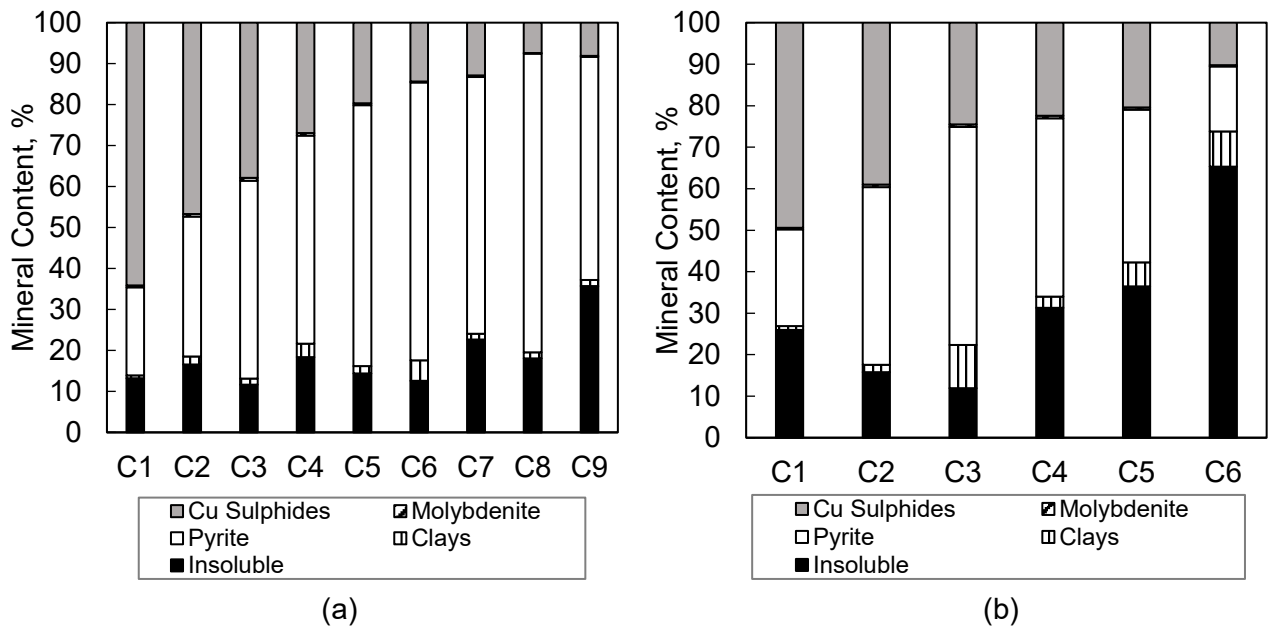 Mineral Content, %
100
90
80
70
60
50
40
30
20
10
0
C1 C2 C3 C4 C5 C6 C7 C8 C9
Cu Sulphides Molybdenite
Pyrite Clays
Insoluble
(a)
Mineral Content, %
100
90
80
70
60
50
40
30
20
10
0
C1 C2 C3 C4 C5 C6
Cu Sulphides Molybdenite
Pyrite Clays
Insoluble
(b)